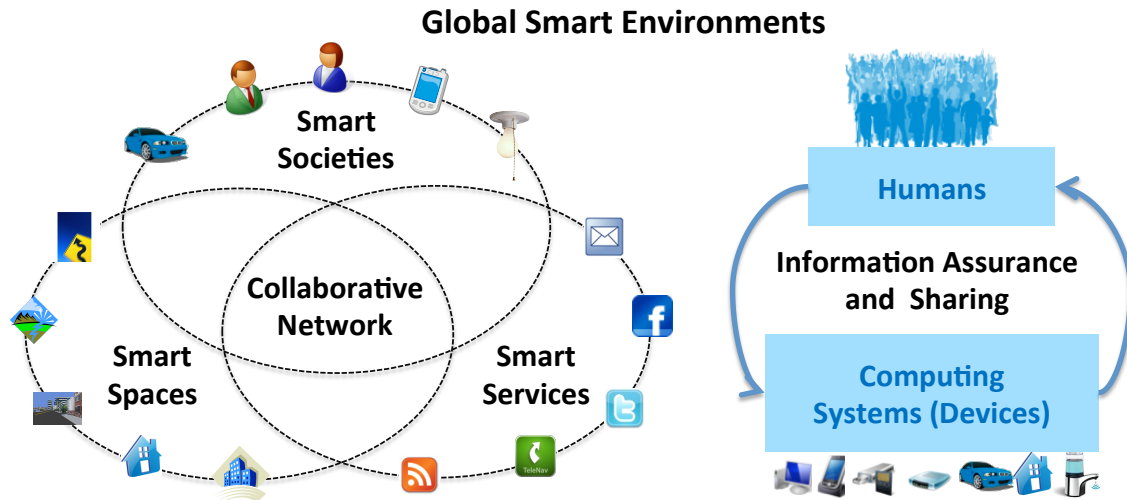 Global Smart Environments
Smart
Societies
Collaborative
Network
Smart
Spaces
Smart
Services
TeleNav
Humans
Information Assurance
and Sharing
Computing
Systems (Devices)